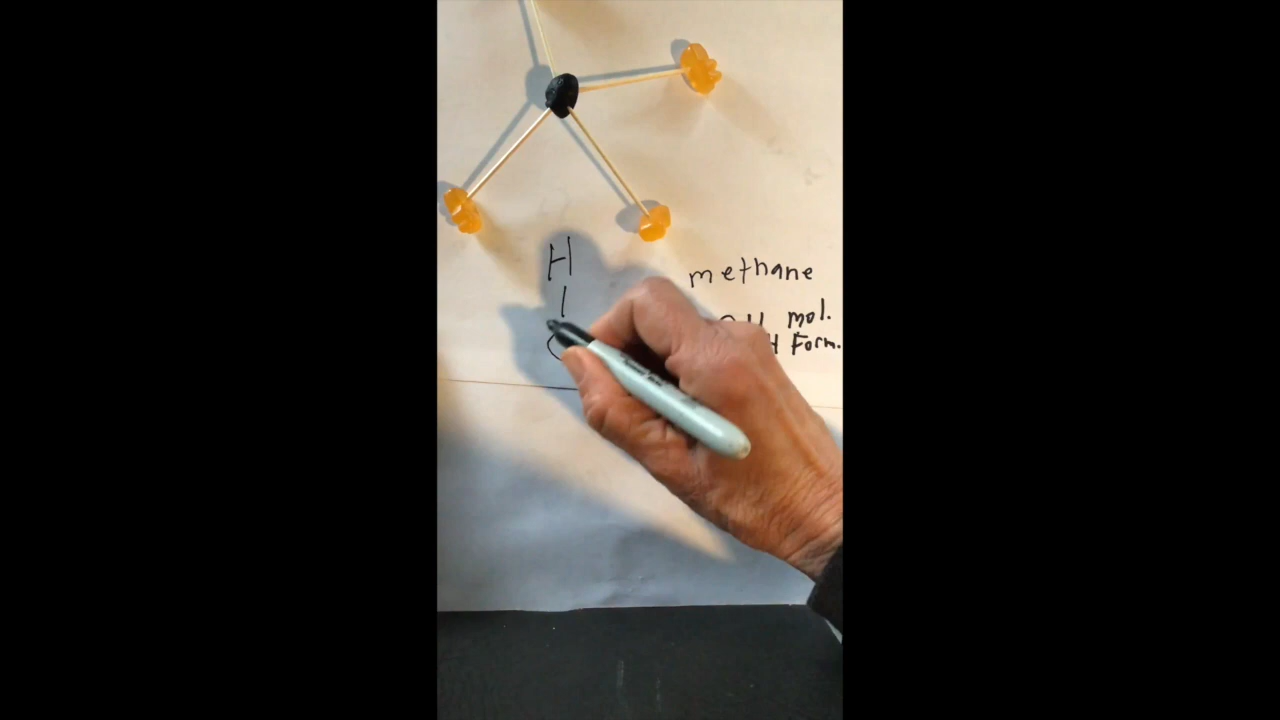 H
methane
|
mol.
H Form.